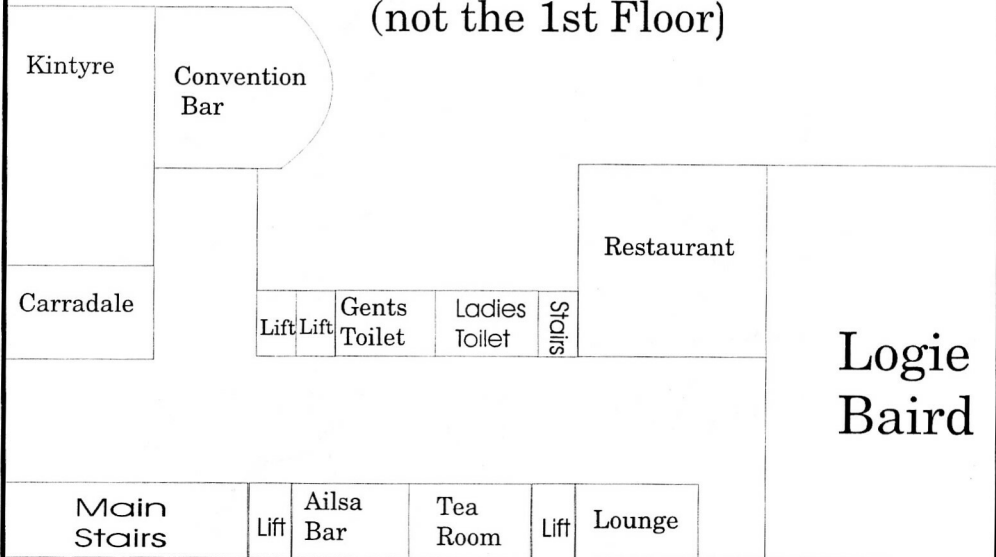 (not the 1st Floor)
Kintyre
Convention
Bar
Restaurant
Carradale
Lift
Lift
Gents
Toilet
Ladies
Toilet
Stairs
Logie
Baird
Main
Stairs
Lift
Ailsa
Bar
Tea
Room
Lift
Lounge